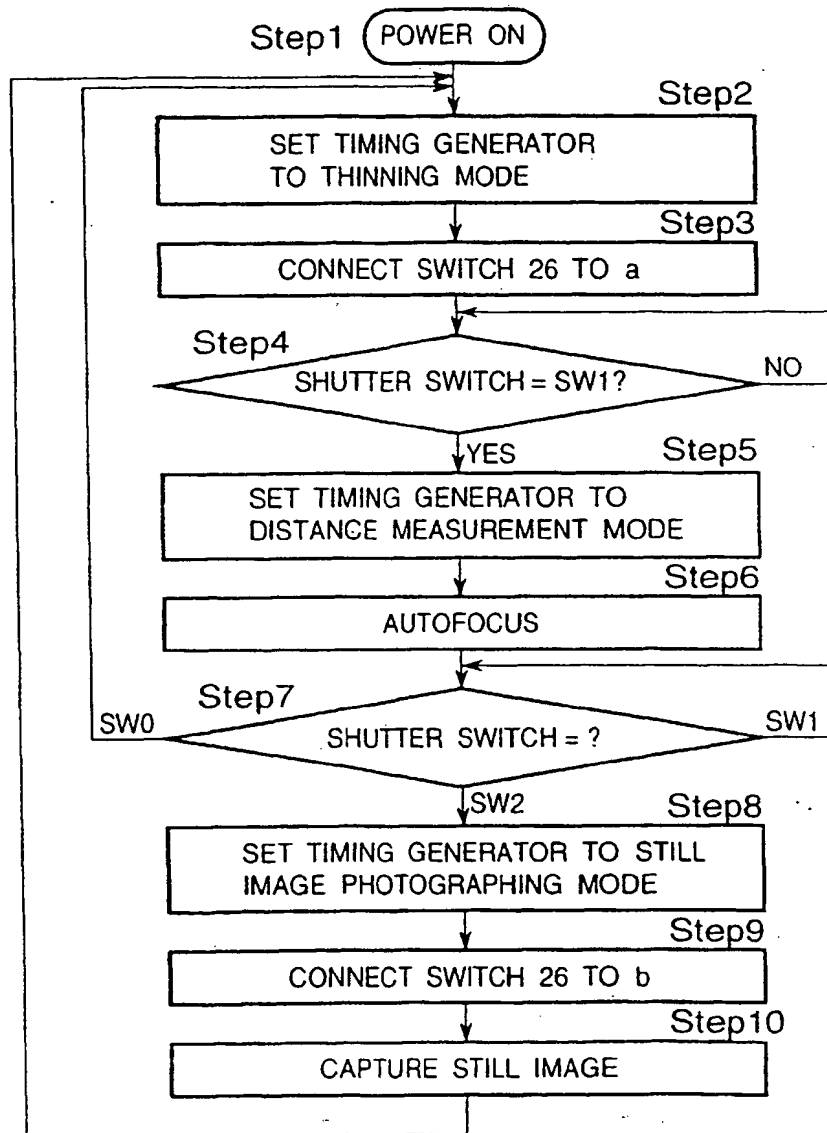 Step1 POWER ON
Step2
SET TIMING GENERATOR
TO THINNING MODE
Step3
CONNECT SWITCH 26 TO a
Step4
SHUTTER SWITCH = SW1?
NO
YES
Step5
SET TIMING GENERATOR TO
DISTANCE MEASUREMENT MODE
Step6
AUTOFOCUS
Step7
SW0
SHUTTER SWITCH = ?
SW1
SW2
Step8
SET TIMING GENERATOR TO STILL
IMAGE PHOTOGRAPHING MODE
Step9
CONNECT SWITCH 26 TO b
Step10
CAPTURE STILL IMAGE